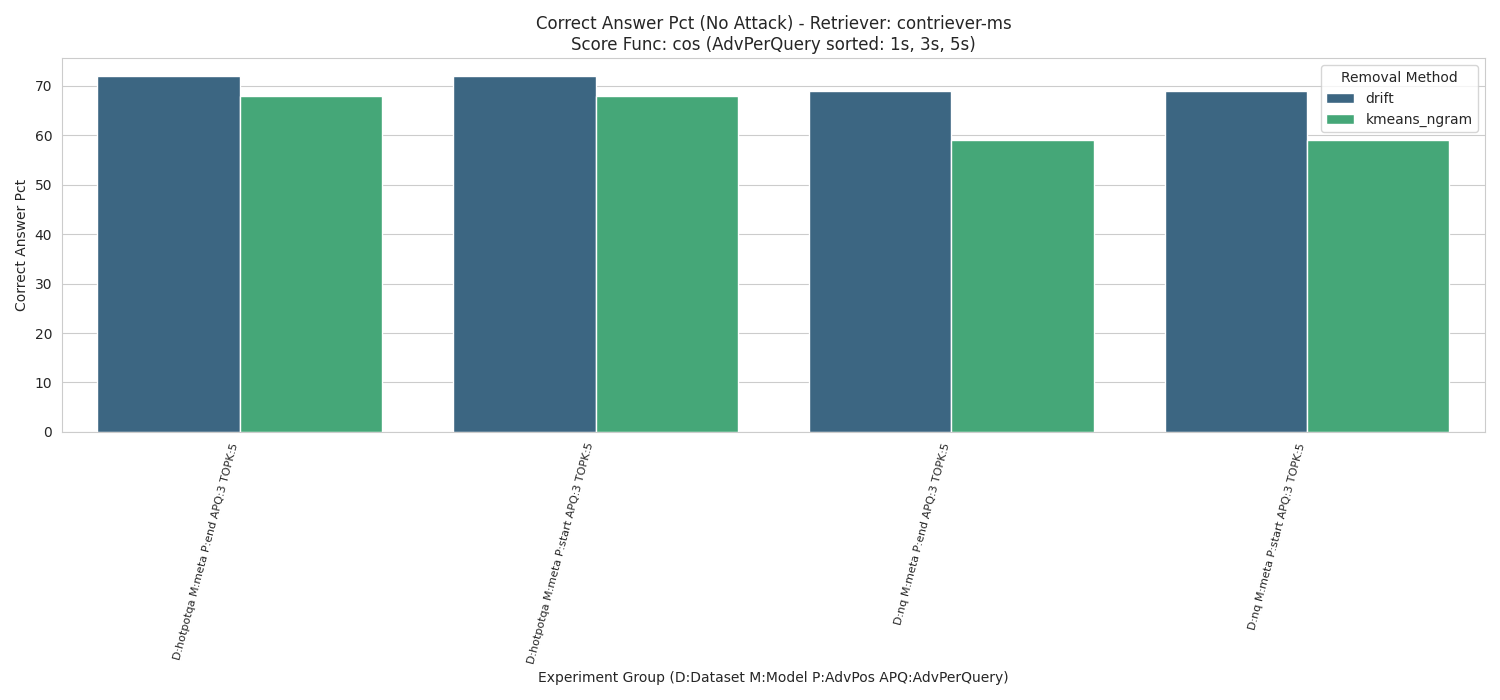 Correct Answer Pct (No Attack) - Retriever: contriever-ms
Score Func: cos (AdvPerQuery sorted: 1s, 3s, 5s)
Removal Method
drift
kmeans_ngram
Correct Answer Pct
70
60
50
40
30
20
10
0
D:hotpotqa M:meta P:end APQ:3 TOPK:5
D:hotpotqa M:meta P:start APQ:3 TOPK:5
D:nq M:meta P:end APQ:3 TOPK:5
D:nq M:meta P:start APQ:3 TOPK:5
Experiment Group (D:Dataset M:Model P:AdvPos APQ:AdvPerQuery)